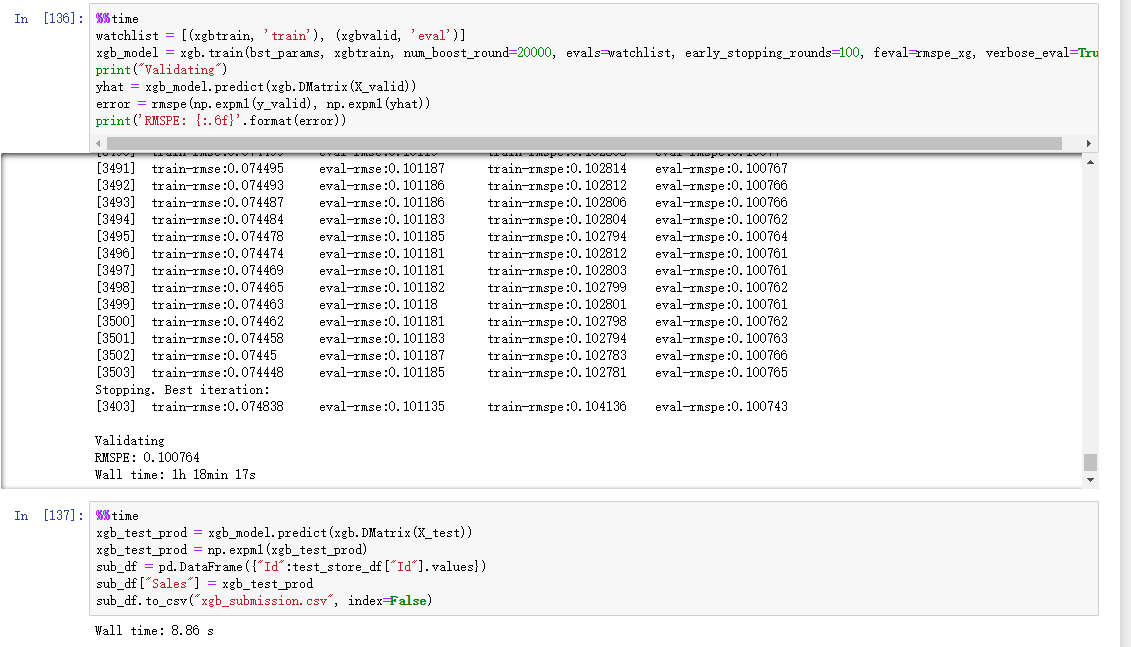 In [136]: %%time
watchlist = [(xgbtrain, 'train'), (xgbvalid, 'eval')]
xgb_model = xgb.train(bst_params, xgbtrain, num_boost_round=20000, evals=watchlist, early_stopping_rounds=100, feval=rmspe_xg, verbose_eval=Tru
print("Validating")
yhat = xgb_model.predict(xgb.DMatrix(X_valid))
error = rmspe(np.expm1(y_valid), np.expm1(yhat))
print('RMSPE: {:.6f}'.format(error))
[3491] train-rmse:0.074495 eval-rmse:0.101187 train-rmspe:0.102814 eval-rmspe:0.100767
[3492] train-rmse:0.074493 eval-rmse:0.101186 train-rmspe:0.102812 eval-rmspe:0.100766
[3493] train-rmse:0.074487 eval-rmse:0.101186 train-rmspe:0.102806 eval-rmspe:0.100766
[3494] train-rmse:0.074484 eval-rmse:0.101183 train-rmspe:0.102804 eval-rmspe:0.100762
[3495] train-rmse:0.074478 eval-rmse:0.101185 train-rmspe:0.102794 eval-rmspe:0.100764
[3496] train-rmse:0.074474 eval-rmse:0.101181 train-rmspe:0.102812 eval-rmspe:0.100761
[3497] train-rmse:0.074469 eval-rmse:0.101181 train-rmspe:0.102803 eval-rmspe:0.100761
[3498] train-rmse:0.074465 eval-rmse:0.101182 train-rmspe:0.102799 eval-rmspe:0.100762
[3499] train-rmse:0.074463 eval-rmse:0.10118 train-rmspe:0.102801 eval-rmspe:0.100761
[3500] train-rmse:0.074462 eval-rmse:0.101181 train-rmspe:0.102798 eval-rmspe:0.100762
[3501] train-rmse:0.074458 eval-rmse:0.101183 train-rmspe:0.102794 eval-rmspe:0.100763
[3502] train-rmse:0.07445 eval-rmse:0.101187 train-rmspe:0.102783 eval-rmspe:0.100766
[3503] train-rmse:0.074448 eval-rmse:0.101185 train-rmspe:0.102781 eval-rmspe:0.100765
Stopping. Best iteration:
[3403] train-rmse:0.074838 eval-rmse:0.101135 train-rmspe:0.104136 eval-rmspe:0.100743
Validating
RMSPE: 0.100764
Wall time: 1h 18min 17s
In [137]: %%time
xgb_test_prod = xgb_model.predict(xgb.DMatrix(X_test))
xgb_test_prod = np.expm1(xgb_test_prod)
sub_df = pd.DataFrame({"Id":test_store_df["Id"].values})
sub_df["Sales"] = xgb_test_prod
sub_df.to_csv("xgb_submission.csv", index=False)
Wall time: 8.86 s